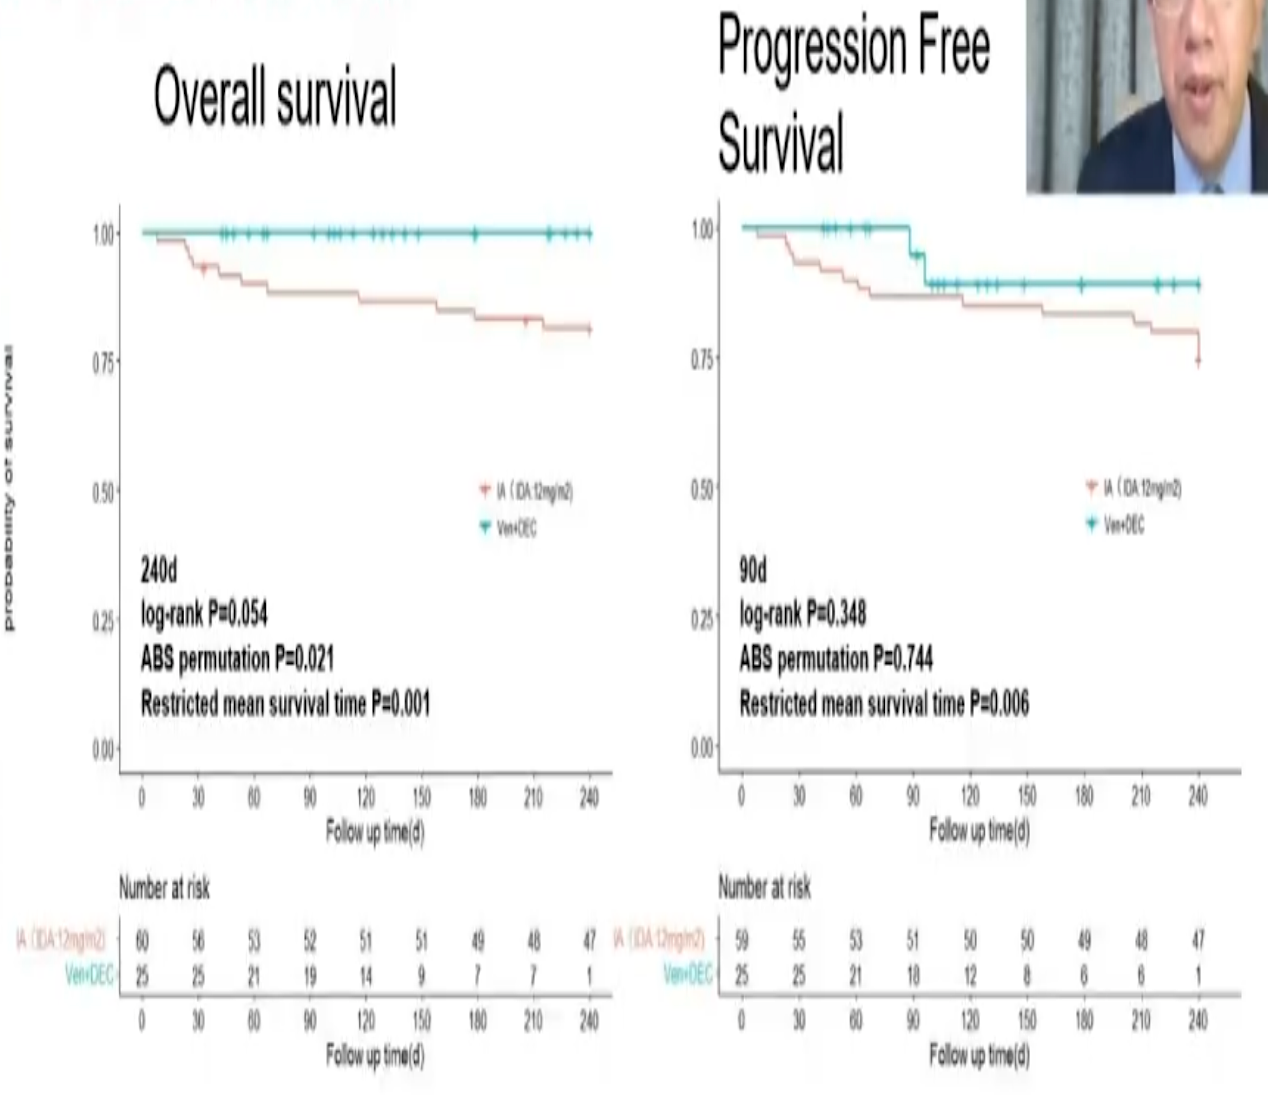 Overall survival
probability of survival
1.00
0.75
0.50
0.25
0.00
IA (IDA:12mg/m2)
Ven+DEC
240d
log-rank P=0.054
ABS permutation P=0.021
Restricted mean survival time P=0.001
0 30 60 90 120 150 180 210 240
Follow up time(d)
Number at risk
IA (IDA:12mg/m2) 60 56 53 52 51 51 49 48 47
Ven+DEC 25 25 21 19 14 9 7 7 1
0 30 60 90 120 150 180 210 240
Follow up time(d)
Progression Free
Survival
1.00
0.75
0.50
0.25
0.00
IA (IDA:12mg/m2)
Ven+DEC
90d
log-rank P=0.348
ABS permutation P=0.744
Restricted mean survival time P=0.006
0 30 60 90 120 150 180 210 240
Follow up time(d)
Number at risk
IA (IDA:12mg/m2) 59 55 53 51 50 50 49 48 47
Ven+DEC 25 25 21 18 12 8 6 6 1
0 30 60 90 120 150 180 210 240
Follow up time(d)